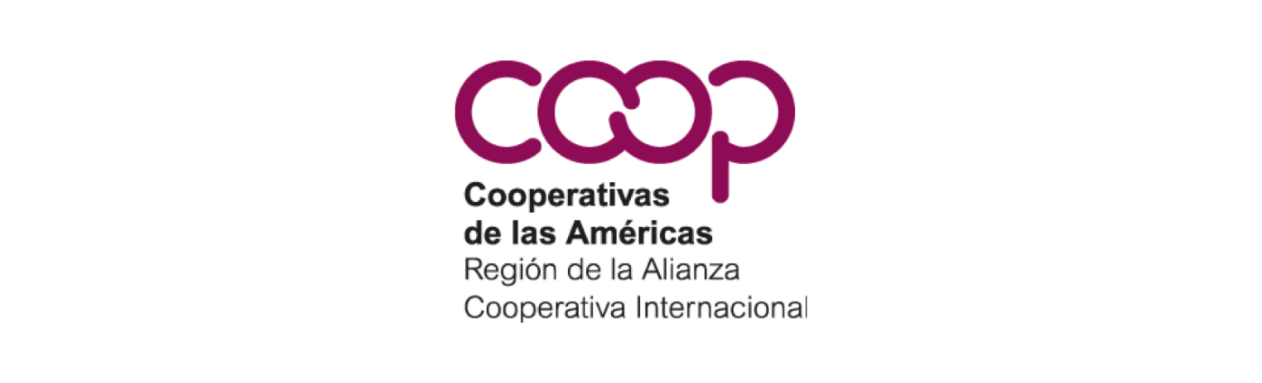 coop
Cooperativas
de las Américas
Región de la Alianza
Cooperativa Internacional